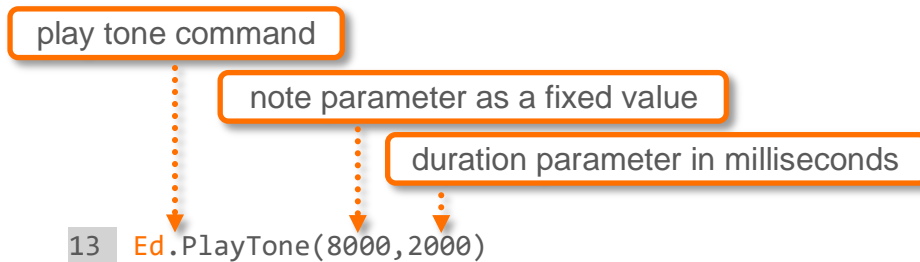 play tone command
note parameter as a fixed value
duration parameter in milliseconds
13 Ed.PlayTone(8000,2000)